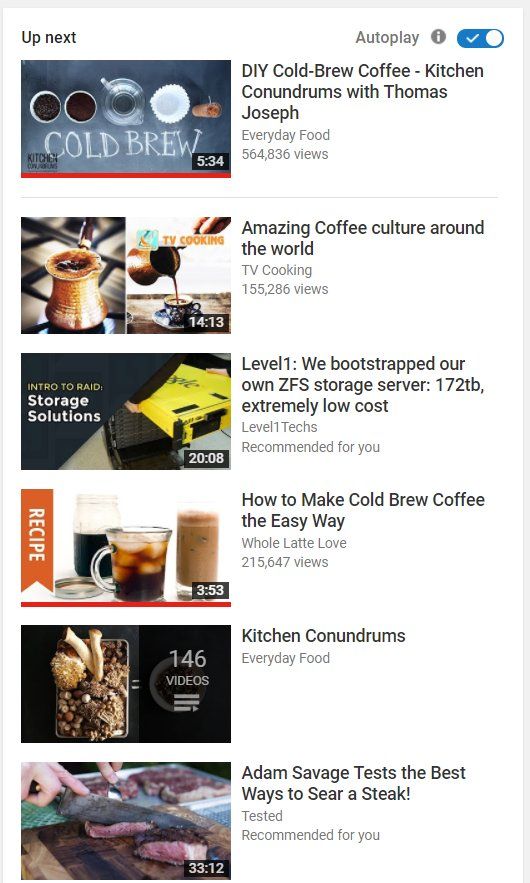 Up next
Autoplay
COLD BREW
KITCHEN
CONUNDRUMS
5:34
DIY Cold-Brew Coffee - Kitchen
Conundrums with Thomas
Joseph
Everyday Food
564,836 views
TV COOKING
14:13
Amazing Coffee culture around
the world
TV Cooking
155,286 views
INTRO TO RAID:
Storage
Solutions
20:08
Level1: We bootstrapped our
own ZFS storage server: 172tb,
extremely low cost
Level1Techs
Recommended for you
RECIPE
3:53
How to Make Cold Brew Coffee
the Easy Way
Whole Latte Love
215,647 views
146
VIDEOS
Kitchen Conundrums
Everyday Food
33:12
Adam Savage Tests the Best
Ways to Sear a Steak!
Tested
Recommended for you